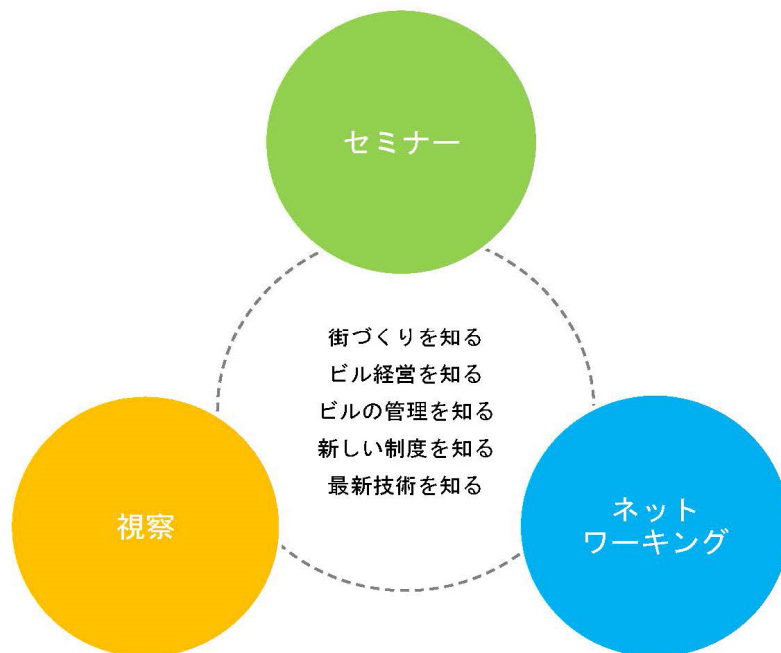 セミナー
街づくりを知る
ビル経営を知る
ビルの管理を知る
新しい制度を知る
最新技術を知る
視察
ネット
ワーキング